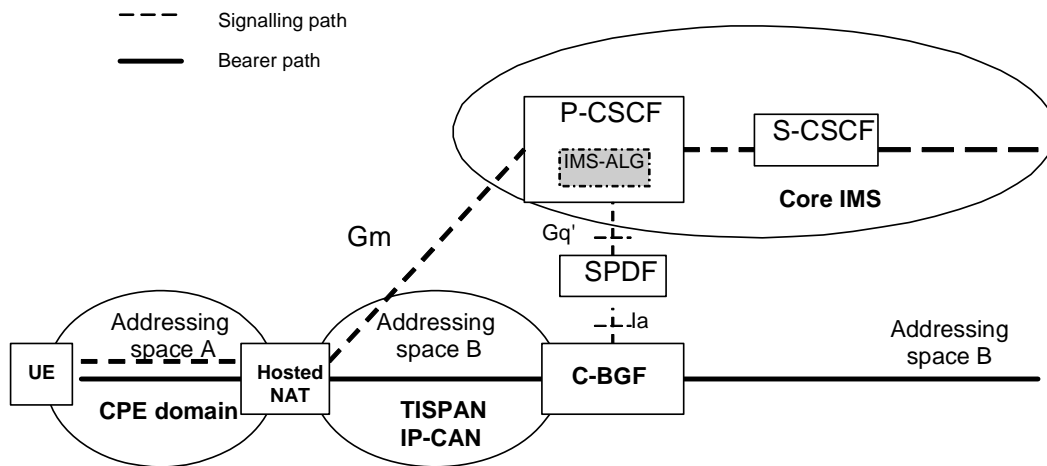 Signalling path
Bearer path
P-CSCF
IMS-ALG
S-CSCF
Core IMS
Gm
Gq'
SPDF
Ia
Addressing
space A
Addressing
space B
Addressing
space B
UE
Hosted
NAT
C-BGF
CPE domain
TISPAN
IP-CAN